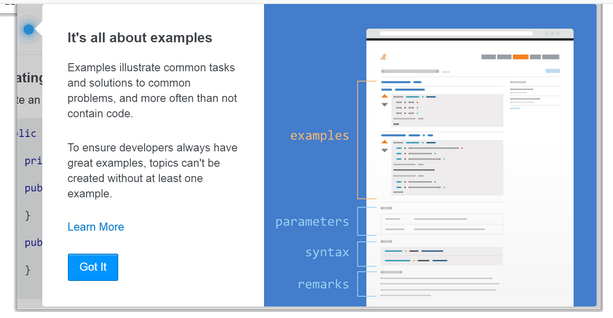 It's all about examples
Examples illustrate common tasks
and solutions to common
problems, and more often than not
contain code.
To ensure developers always have
great examples, topics can't be
created without at least one
example.
Learn More
Got It
examples
parameters
syntax
remarks
ating
te an
lic
pri
pub
}
pub
}